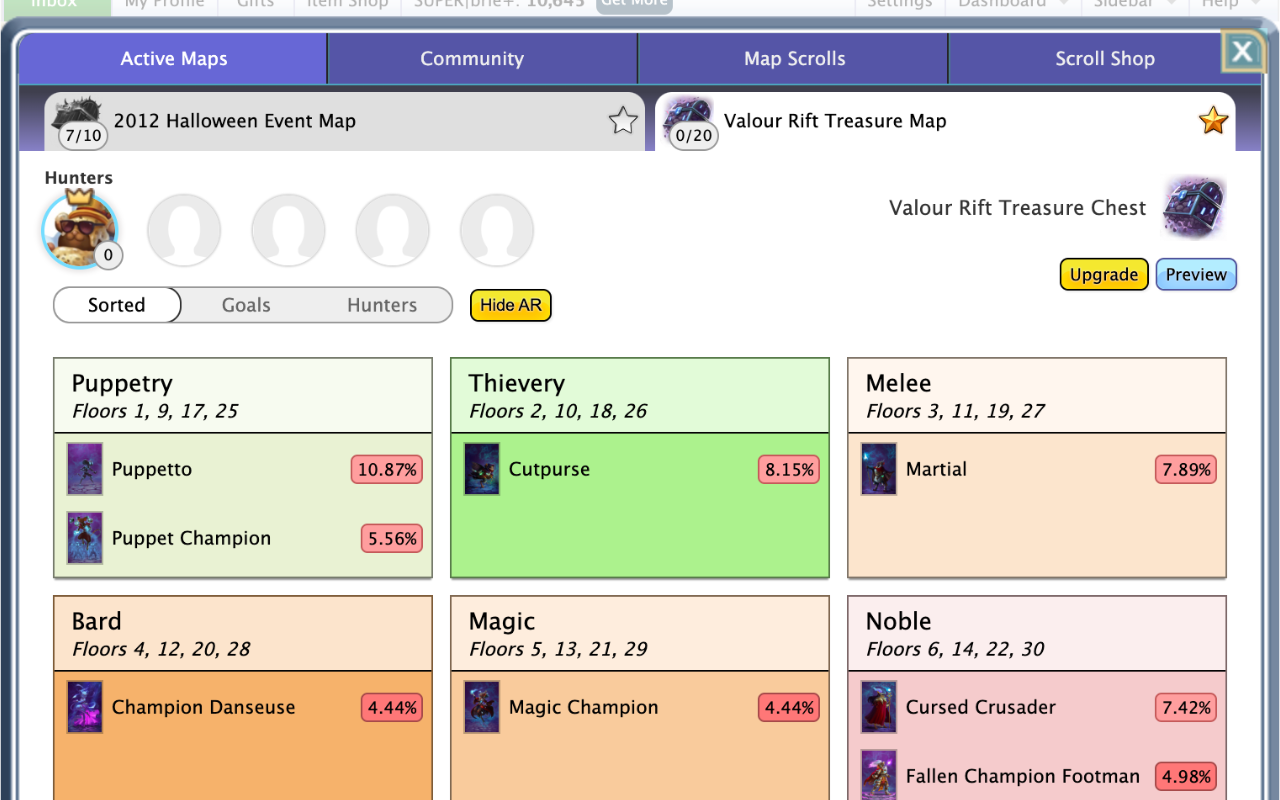 Inbox My Profile Gifts Item Shop SUPER|brie+: 10,645 Get More Settings Dashboard Sidebar Help
Active Maps Community Map Scrolls Scroll Shop X
7/10 2012 Halloween Event Map 0/20 Valour Rift Treasure Map
Hunters
0
Valour Rift Treasure Chest
Upgrade Preview
Sorted Goals Hunters Hide AR
Puppetry
Floors 1, 9, 17, 25
Puppetto 10.87%
Puppet Champion 5.56%
Thievery
Floors 2, 10, 18, 26
Cutpurse 8.15%
Melee
Floors 3, 11, 19, 27
Martial 7.89%
Bard
Floors 4, 12, 20, 28
Champion Danseuse 4.44%
Magic
Floors 5, 13, 21, 29
Magic Champion 4.44%
Noble
Floors 6, 14, 22, 30
Cursed Crusader 7.42%
Fallen Champion Footman 4.98%